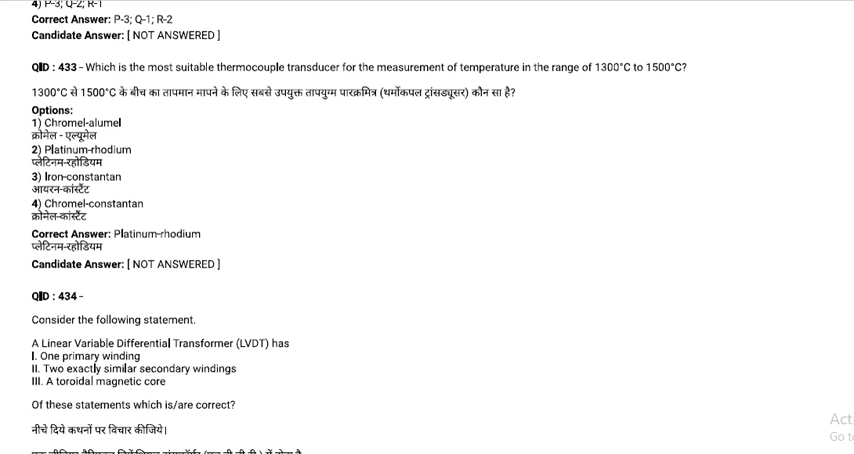 4) P-3; Q-2; R-1
Correct Answer: P-3; Q-1; R-2
Candidate Answer: [ NOT ANSWERED ]
QID : 433 - Which is the most suitable thermocouple transducer for the measurement of temperature in the range of 1300°C to 1500°C?
1300°C से 1500°C के बीच का तापमान मापने के लिए सबसे उपयुक्त तापयुग्म पारक्रमित्र (थर्मोकपल ट्रांसड्यूसर) कौन सा है?
Options:
1) Chromel-alumel
क्रोमेल - एल्यूमेल
2) Platinum-rhodium
प्लेटिनम-रहोडियम
3) Iron-constantan
आयरन-कांस्टैंट
4) Chromel-constantan
क्रोमेल-कांस्टैंट
Correct Answer: Platinum-rhodium
प्लेटिनम-रहोडियम
Candidate Answer: [ NOT ANSWERED ]
QID : 434 -
Consider the following statement.
A Linear Variable Differential Transformer (LVDT) has
I. One primary winding
II. Two exactly similar secondary windings
III. A toroidal magnetic core
Of these statements which is/are correct?
Act
नीचे दिये कथनों पर विचार कीजिये।
Go to